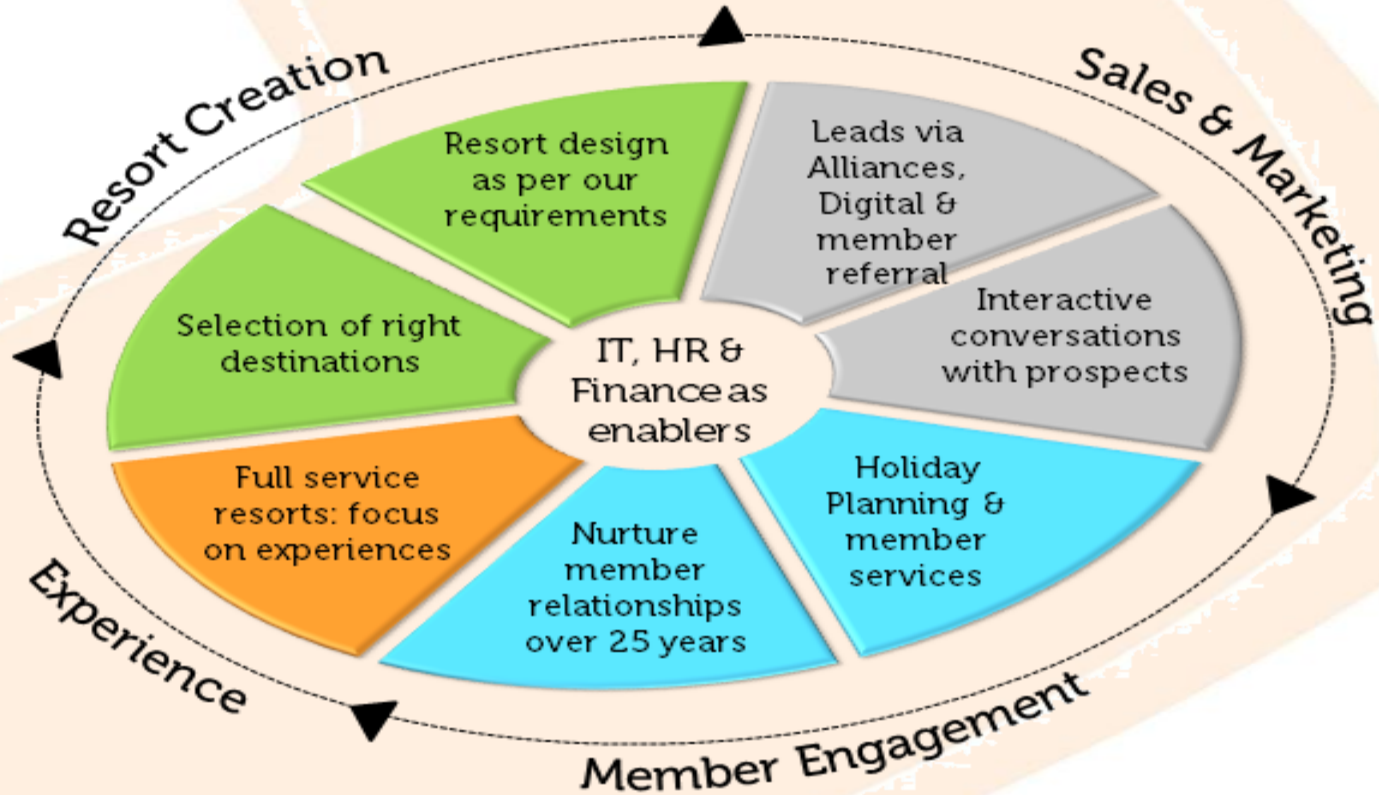 Resort Creation
Sales & Marketing
Resort design
as per our
requirements
Leads via
Alliances,
Digital &
member
referral
Interactive
conversations
with prospects
Selection of right
destinations
IT, HR &
Finance as
enablers
Full service
resorts: focus
on experiences
Nurture
member
relationships
over 25 years
Holiday
Planning &
member
services
Experience
Member Engagement